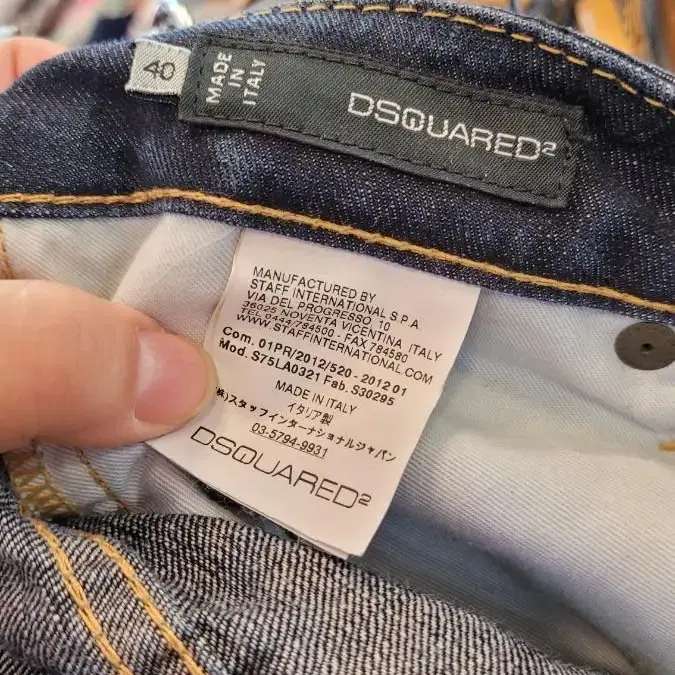 40
MADE
IN
ITALY
DSQUARED2
MANUFACTURED BY
STAFF INTERNATIONAL S.P.A
VIA DEL PROGRESSO 10
36025 NOVENTA VICENTINA ITALY
TEL 0444784500 - FAX 784580
WWW.STAFFINTERNATIONAL.COM
Com. 01PR/2012/520 - 2012 01
Mod. S75LA0321 Fab. S30295
MADE IN ITALY
イタリア製
(株)スタッフインターナショナルジャパン
03-5794-9931
DSQUARED2